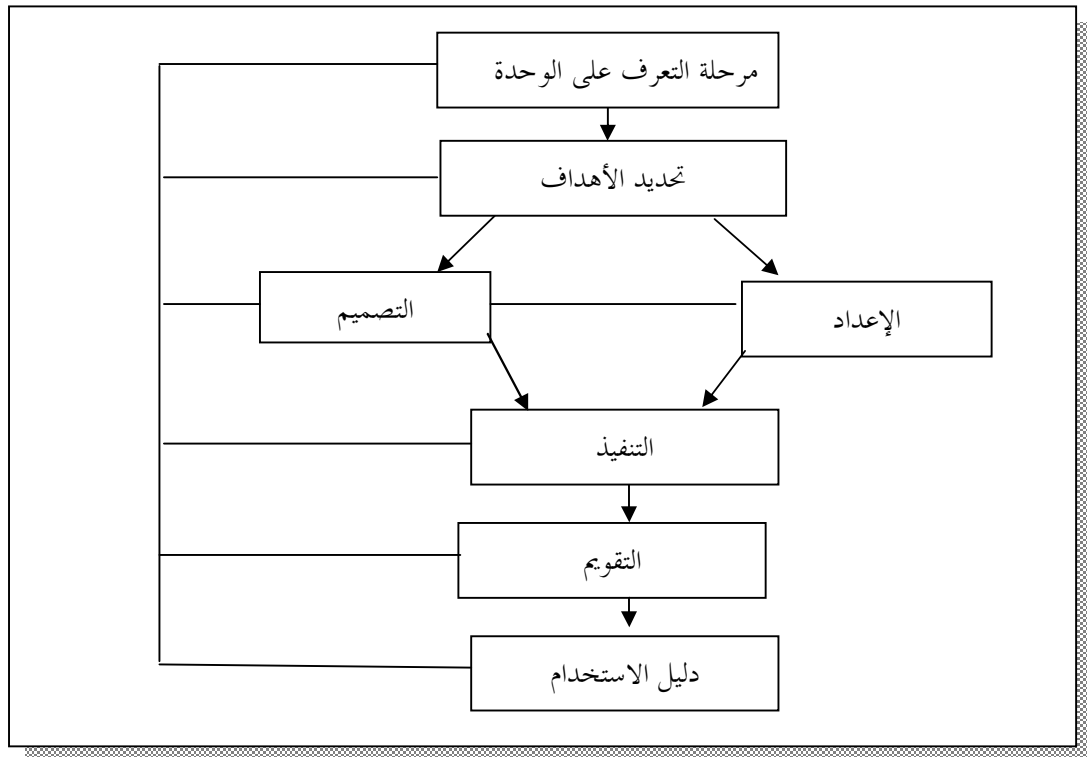 مرحلة التعرف على الوحدة
تحديد الأهداف
الإعداد
التصميم
التنفيذ
التقويم
دليل الاستخدام